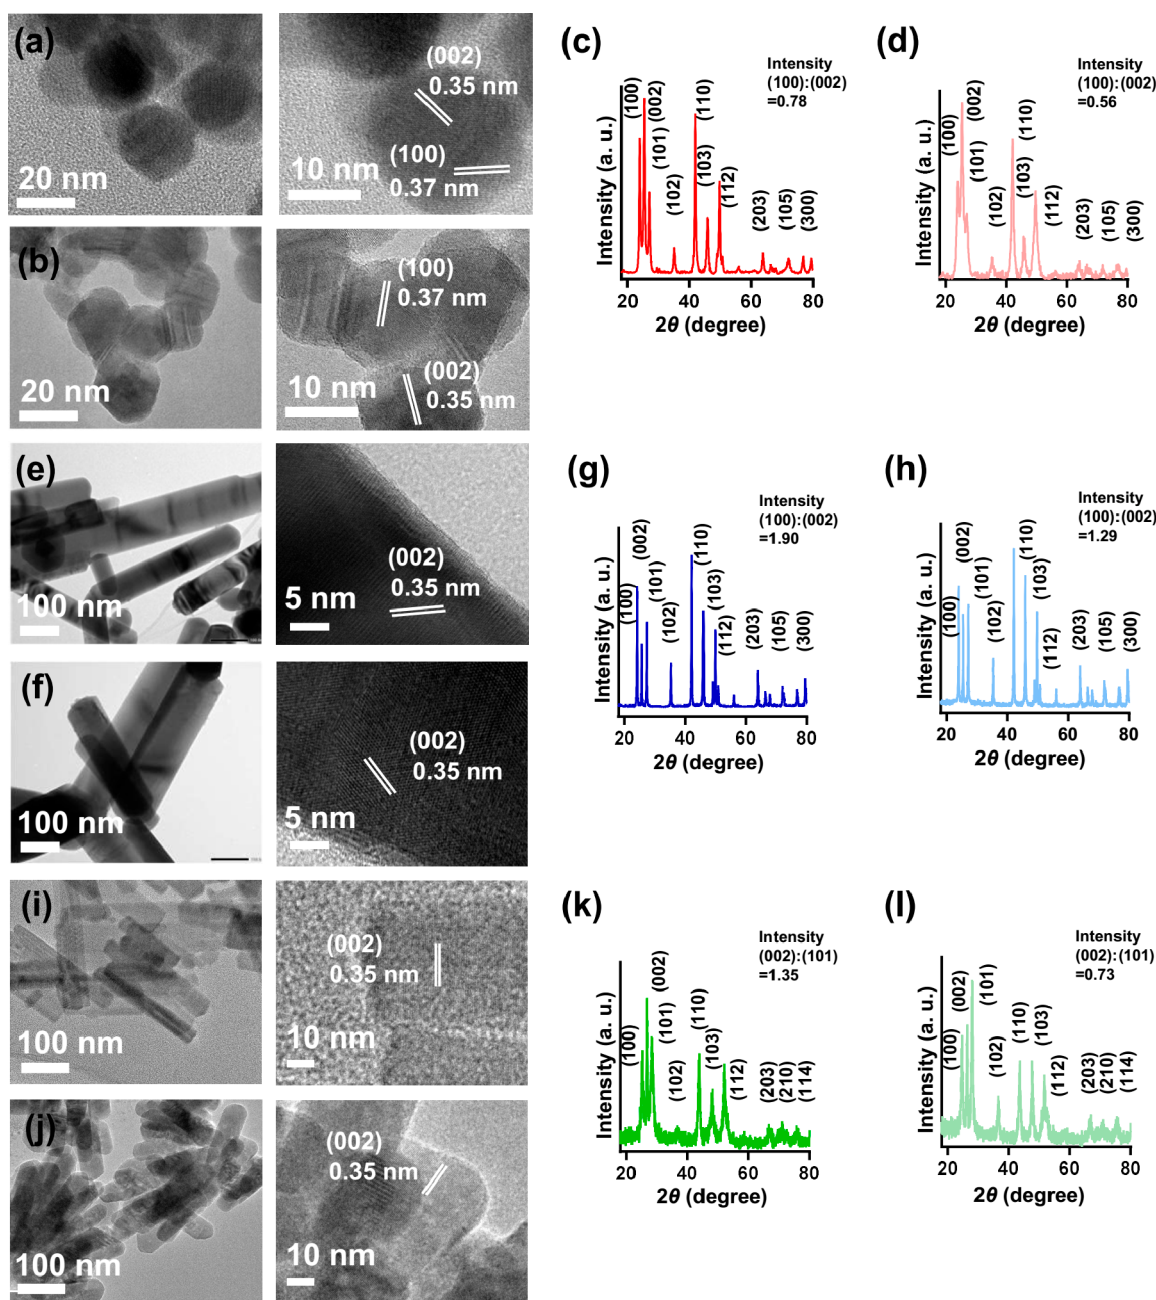 (a)
20 nm
(002)
0.35 nm
(100)
0.37 nm
10 nm
(b)
20 nm
(100)
0.37 nm
(002)
0.35 nm
10 nm
(c)
Intensity
(100):(002)
=0.78
(100)
(002)
(101)
(102)
(110)
(103)
(112)
(203)
(105)
(300)
Intensity (a. u.)
20 40 60 80
2θ (degree)
(d)
Intensity
(100):(002)
=0.56
(100)
(002)
(101)
(102)
(110)
(103)
(112)
(203)
(105)
(300)
Intensity (a. u.)
20 40 60 80
2θ (degree)
(e)
100 nm
(002)
0.35 nm
5 nm
(f)
100 nm
(002)
0.35 nm
5 nm
(g)
Intensity
(100):(002)
=1.90
(100)
(002)
(101)
(102)
(110)
(103)
(112)
(203)
(105)
(300)
Intensity (a. u.)
20 40 60 80
2θ (degree)
(h)
Intensity
(100):(002)
=1.29
(100)
(002)
(101)
(102)
(110)
(103)
(112)
(203)
(105)
(300)
Intensity (a. u.)
20 40 60 80
2θ (degree)
(i)
100 nm
(002)
0.35 nm
10 nm
(j)
100 nm
(002)
0.35 nm
10 nm
(k)
Intensity
(002):(101)
=1.35
(100)
(002)
(101)
(102)
(110)
(103)
(112)
(203)
(210)
(114)
Intensity (a. u.)
20 40 60 80
2θ (degree)
(l)
Intensity
(002):(101)
=0.73
(100)
(002)
(101)
(102)
(110)
(103)
(112)
(203)
(210)
(114)
Intensity (a. u.)
20 40 60 80
2θ (degree)